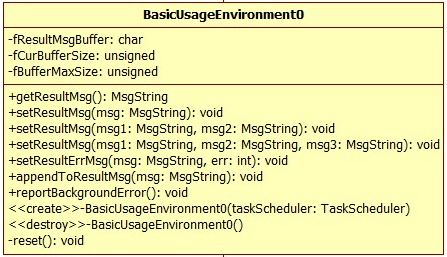 BasicUsageEnvironment0
-fResultMsgBuffer: char
-fCurBufferSize: unsigned
-fBufferMaxSize: unsigned
+getResultMsg(): MsgString
+setResultMsg(msg: MsgString): void
+setResultMsg(msg1: MsgString, msg2: MsgString): void
+setResultMsg(msg1: MsgString, msg2: MsgString, msg3: MsgString): void
+setResultErrMsg(msg: MsgString, err: int): void
+appendToResultMsg(msg: MsgString): void
+reportBackgroundError(): void
<<create>>-BasicUsageEnvironment0(taskScheduler: TaskScheduler)
<<destroy>>-BasicUsageEnvironment0()
-reset(): void